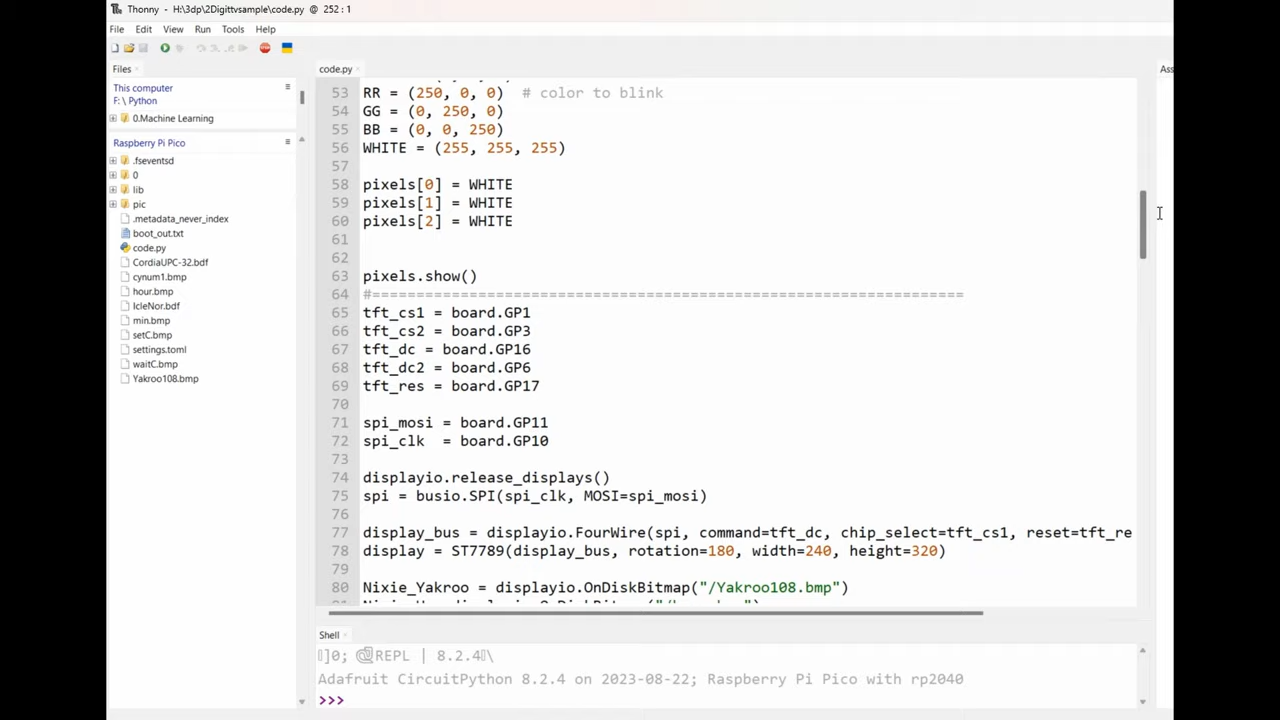 Thonny - H:\3dp\2Digittvsample\code.py @ 252 : 1
File Edit View Run Tools Help
Files
This computer
F: \ Python
0.Machine Learning
Raspberry Pi Pico
.fseventsd
0
lib
pic
.metadata_never_index
boot_out.txt
code.py
CordiaUPC-32.bdf
cynum1.bmp
hour.bmp
IcleNor.bdf
min.bmp
setC.bmp
settings.toml
waitC.bmp
Yakroo108.bmp
code.py
53 RR = (250, 0, 0)  # color to blink
54 GG = (0, 250, 0)
55 BB = (0, 0, 250)
56 WHITE = (255, 255, 255)
57
58 pixels[0] = WHITE
59 pixels[1] = WHITE
60 pixels[2] = WHITE
61
62
63 pixels.show()
64 #===================================================================
65 tft_cs1 = board.GP1
66 tft_cs2 = board.GP3
67 tft_dc = board.GP16
68 tft_dc2 = board.GP6
69 tft_res = board.GP17
70
71 spi_mosi = board.GP11
72 spi_clk  = board.GP10
73
74 displayio.release_displays()
75 spi = busio.SPI(spi_clk, MOSI=spi_mosi)
76
77 display_bus = displayio.FourWire(spi, command=tft_dc, chip_select=tft_cs1, reset=tft_re
78 display = ST7789(display_bus, rotation=180, width=240, height=320)
79
80 Nixie_Yakroo = displayio.OnDiskBitmap("/Yakroo108.bmp")
Ass
Shell
]0; REPL | 8.2.4 \
Adafruit CircuitPython 8.2.4 on 2023-08-22; Raspberry Pi Pico with rp2040
>>>